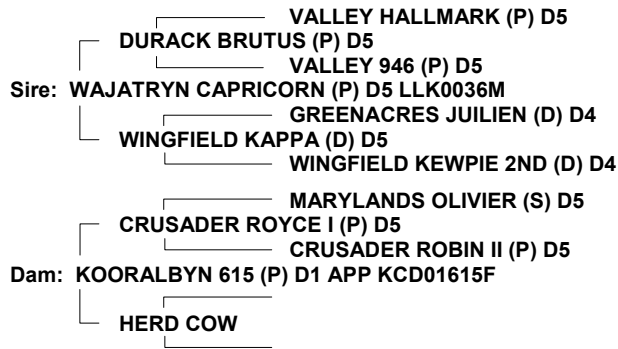 VALLEY HALLMARK (P) D5
DURACK BRUTUS (P) D5
VALLEY 946 (P) D5
Sire: WAJATRYN CAPRICORN (P) D5 LLK0036M
GREENACRES JUILIEN (D) D4
WINGFIELD KAPPA (D) D5
WINGFIELD KEWPIE 2ND (D) D4
MARYLANDS OLIVIER (S) D5
CRUSADER ROYCE I (P) D5
CRUSADER ROBIN II (P) D5
Dam: KOORALBYN 615 (P) D1 APP KCD01615F
HERD COW